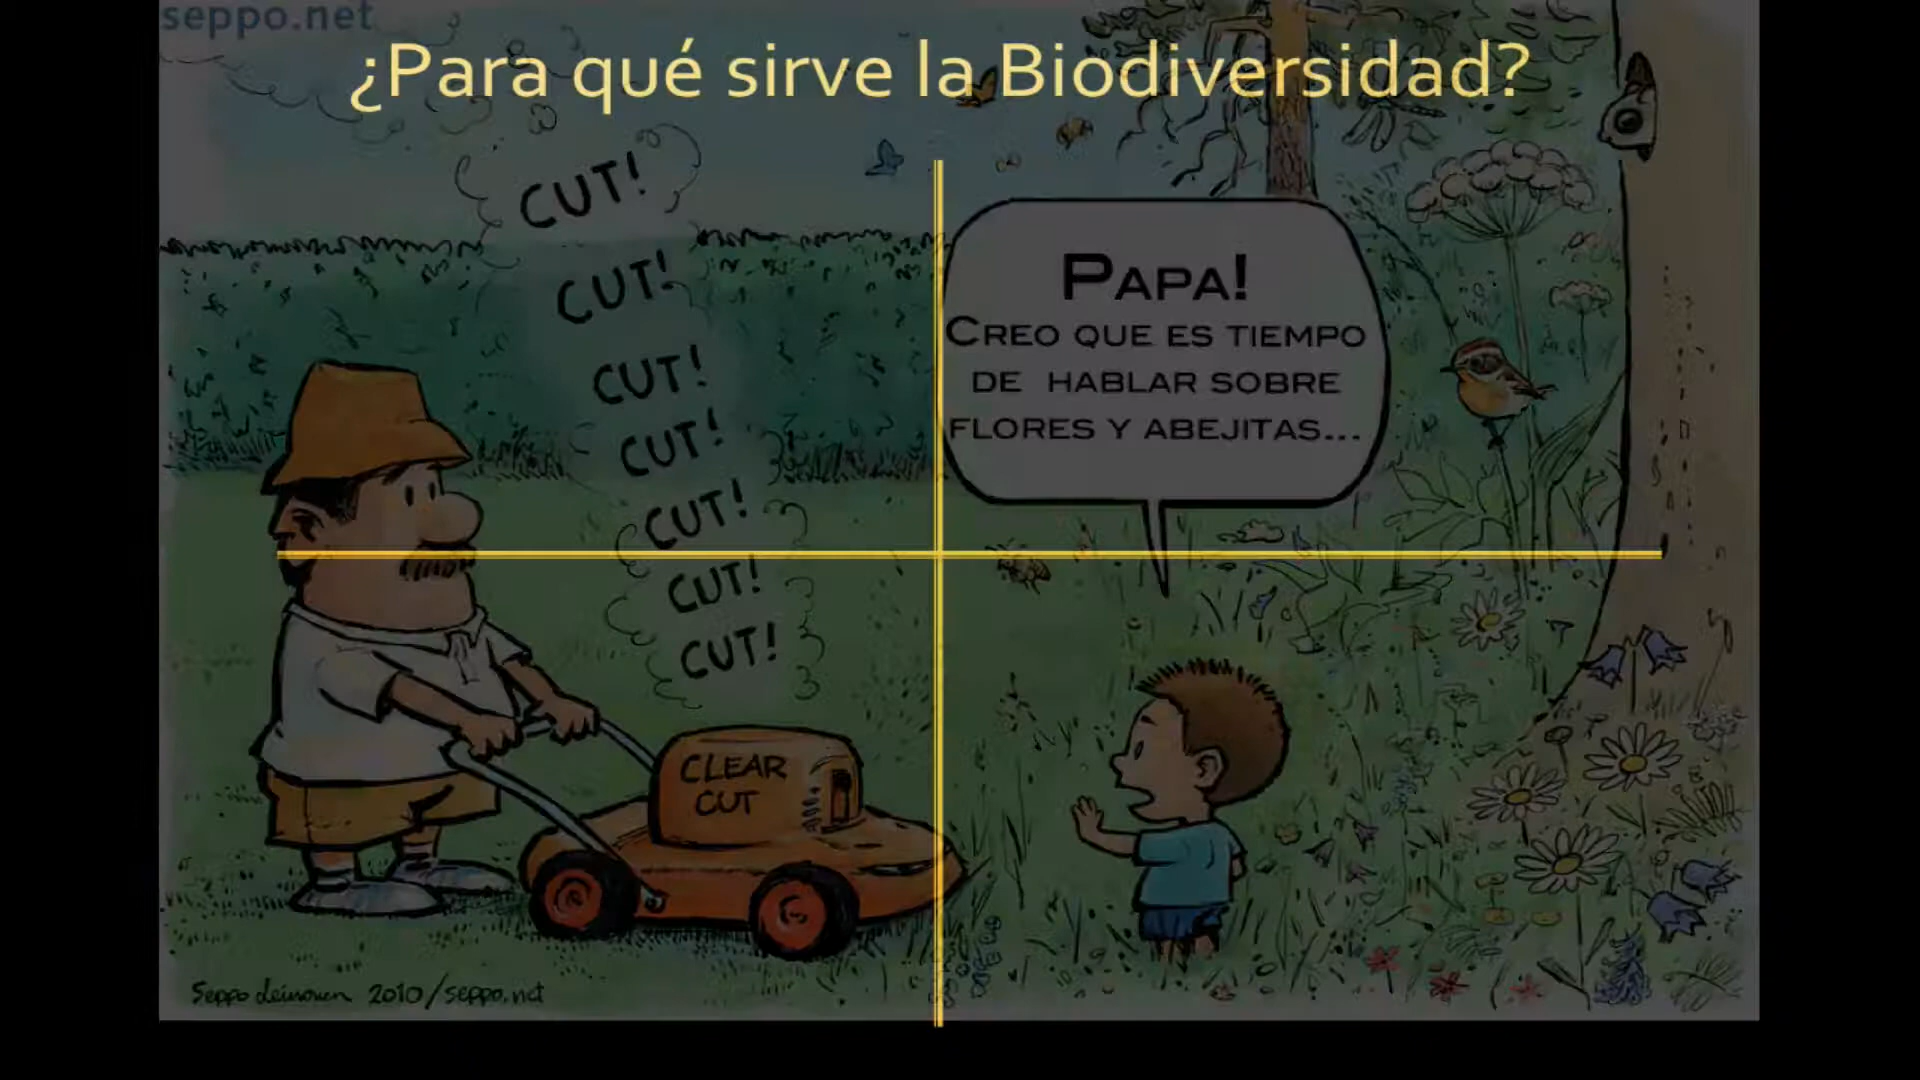 seppo.net
¿Para qué sirve la Biodiversidad?
CUT!
CUT!
CUT!
CUT!
CUT!
CUT!
CUT!
PAPA!
CREO QUE ES TIEMPO
DE HABLAR SOBRE
FLORES Y ABEJITAS...
CLEAR
CUT
Seppo Leinonen 2010/seppo.net